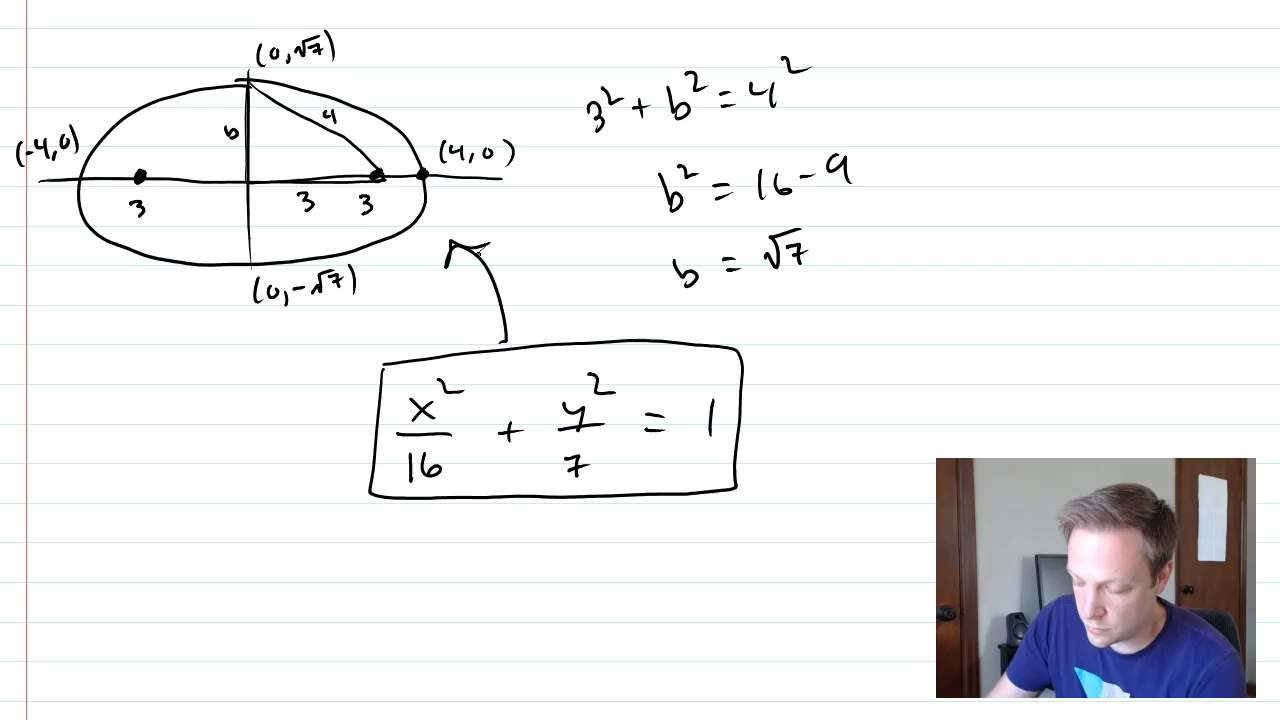 (0,√7)
(-4,0)
b
4
(4,0)
3
3
3
(0,-√7)
3² + b² = 4²
b² = 16 - 9
b = √7
x²/16 + y²/7 = 1